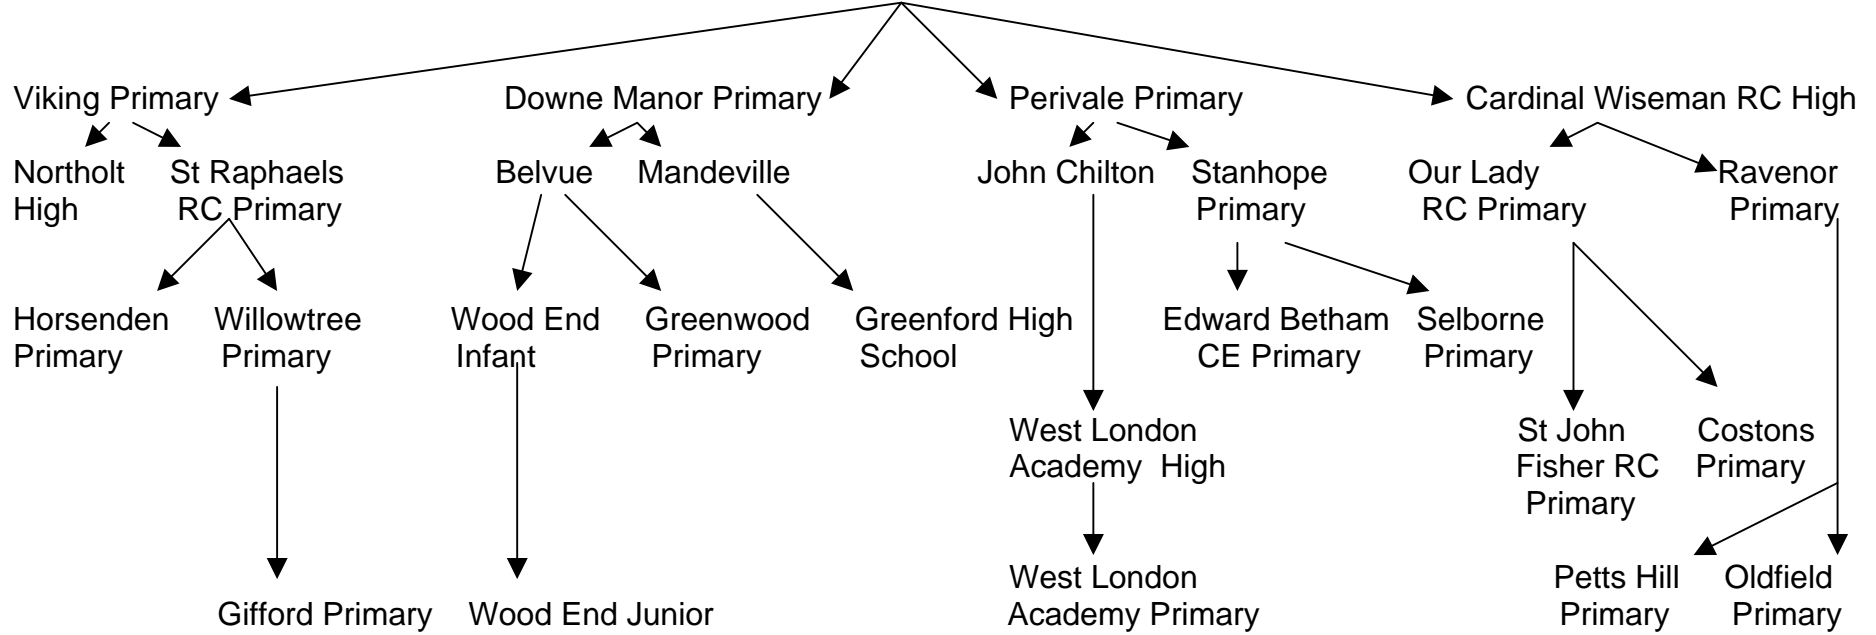 Viking Primary Downe Manor Primary Perivale Primary Cardinal Wiseman RC High
Northolt St Raphaels Belvue Mandeville John Chilton Stanhope Our Lady Ravenor
High RC Primary Primary RC Primary Primary
Horsenden Willowtree Wood End Greenwood Greenford High Edward Betham Selborne
Primary Primary Infant Primary School CE Primary Primary
West London St John Costons
Academy High Fisher RC Primary
Primary
West London Petts Hill Oldfield
Gifford Primary Wood End Junior Academy Primary Primary Primary